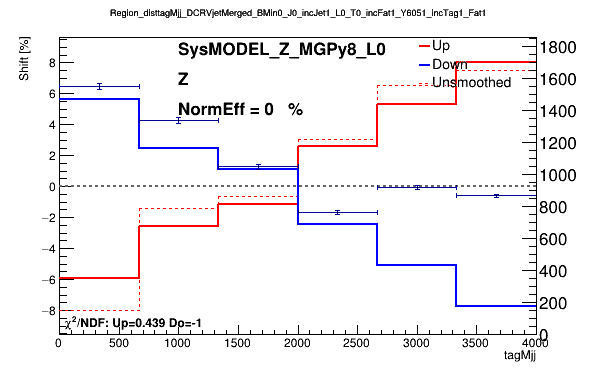 Region_disttagMjj_DCRVjetMerged_BMin0_J0_incJet1_L0_T0_incFat1_Y6051_incTag1_Fat1
Shift [%]
SysMODEL_Z_MGPy8_L0
Z
NormEff = 0 %
Up
Down
Unsmoothed
8
6
4
2
0
−2
−4
−6
−8
1800
1600
1400
1200
1000
800
600
400
200
0
χ²/NDF: Up=0.439 Do=-1
0 500 1000 1500 2000 2500 3000 3500 4000
tagMjj